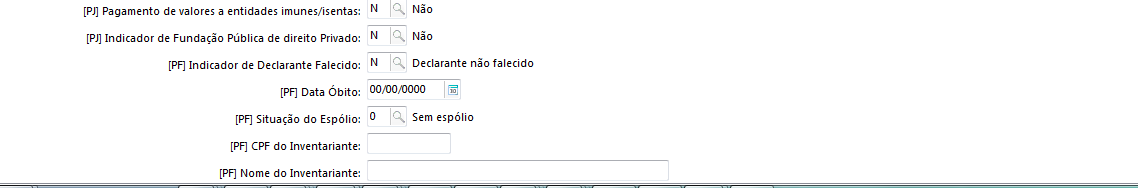 [PJ] Pagamento de valores a entidades imunes/isentas: N Não
[PJ] Indicador de Fundação Pública de direito Privado: N Não
[PF] Indicador de Declarante Falecido: N Declarante não falecido
[PF] Data Óbito: 00/00/0000
[PF] Situação do Espólio: 0 Sem espólio
[PF] CPF do Inventariante:
[PF] Nome do Inventariante: